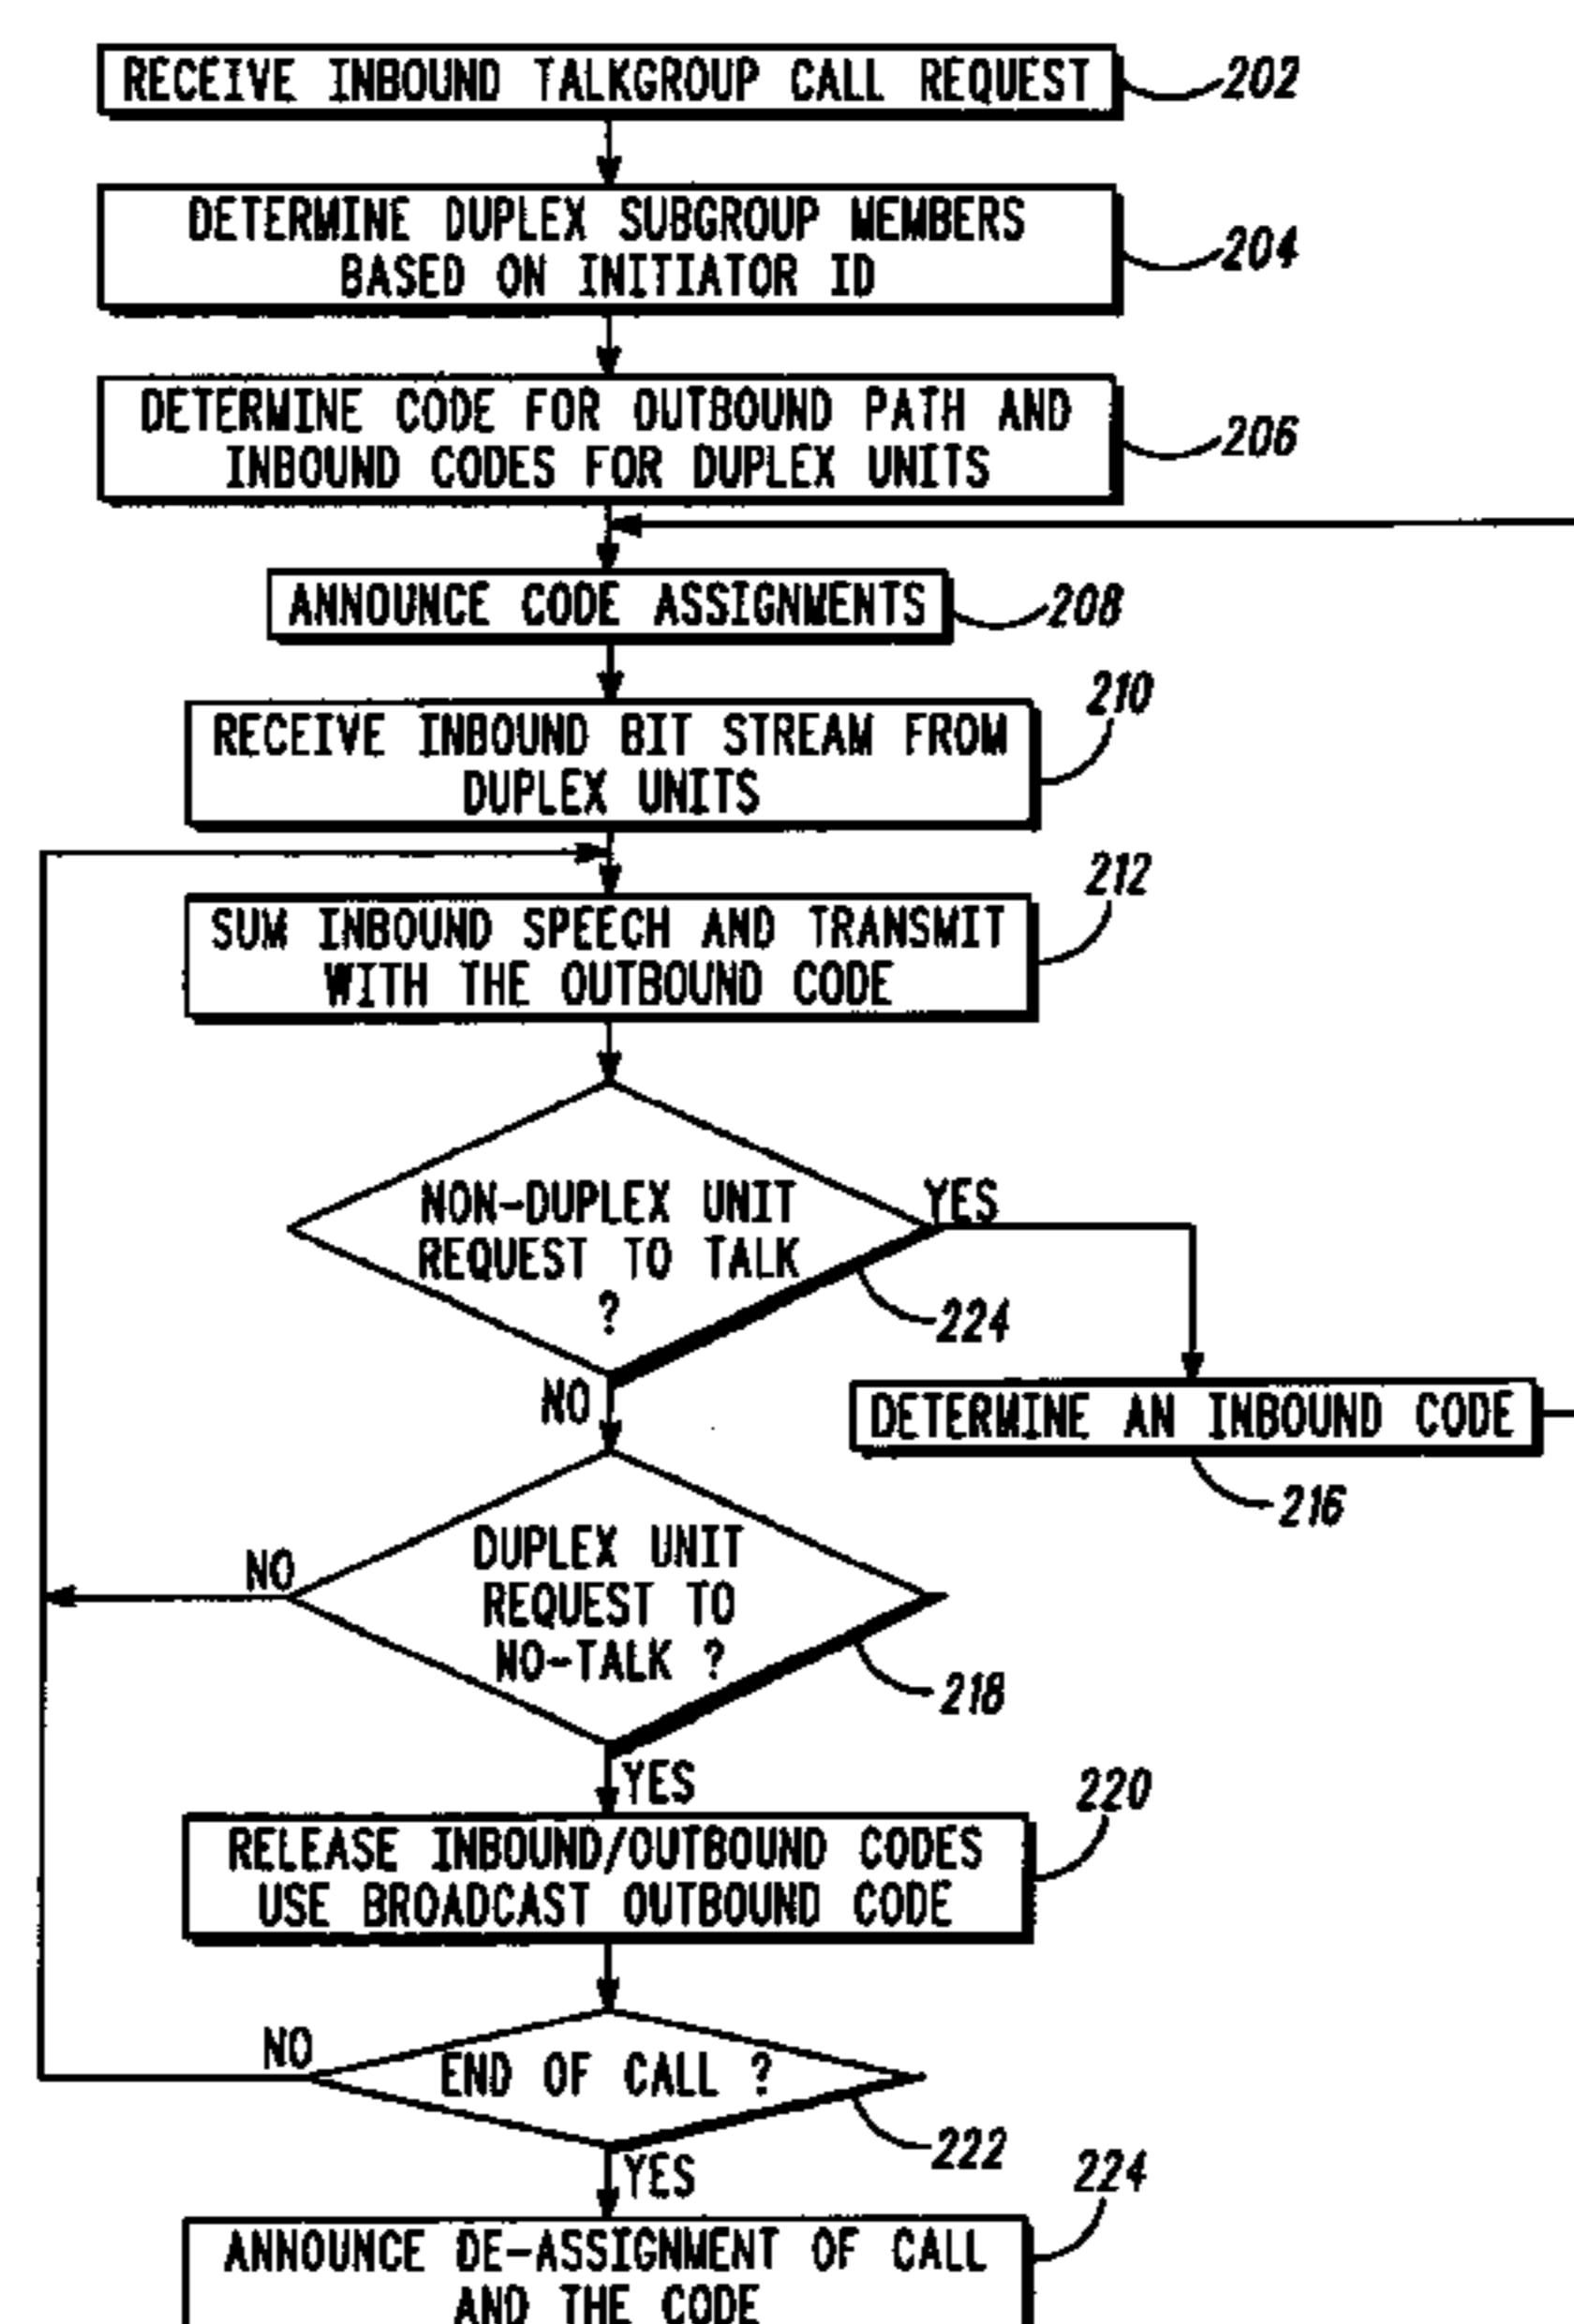 RECEIVE INBOUND TALKGROUP CALL REQUEST
202
DETERMINE DUPLEX SUBGROUP MEMBERS
BASED ON INITIATOR ID
204
DETERMINE CODE FOR OUTBOUND PATH AND
INBOUND CODES FOR DUPLEX UNITS
206
ANNOUNCE CODE ASSIGNMENTS
208
RECEIVE INBOUND BIT STREAM FROM
DUPLEX UNITS
210
SUM INBOUND SPEECH AND TRANSMIT
WITH THE OUTBOUND CODE
212
NON-DUPLEX UNIT
REQUEST TO TALK
?
YES
224
NO
DETERMINE AN INBOUND CODE
216
DUPLEX UNIT
REQUEST TO
NO-TALK ?
NO
218
YES
RELEASE INBOUND/OUTBOUND CODES
USE BROADCAST OUTBOUND CODE
220
END OF CALL ?
NO
222
YES
ANNOUNCE DE-ASSIGNMENT OF CALL
AND THE CODE
224